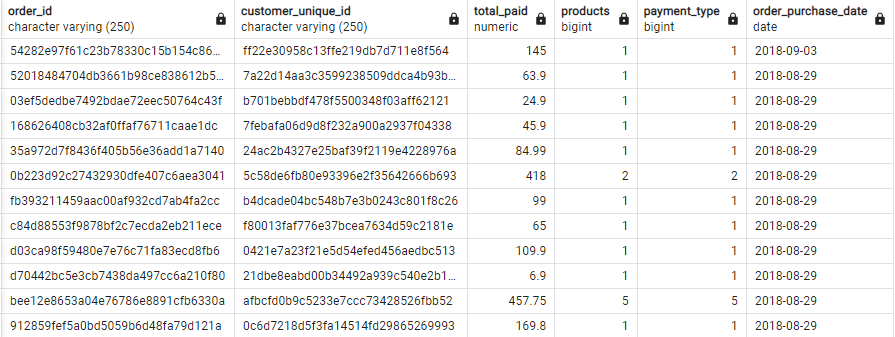 order_id customer_unique_id total_paid products payment_type order_purchase_date
character varying (250) character varying (250) numeric bigint bigint date
54282e97f61c23b78330c15b154c86... ff22e30958c13ffe219db7d711e8f564 145 1 1 2018-09-03
52018484704db3661b98ce838612b5... 7a22d14aa3c3599238509ddca4b93b... 63.9 1 1 2018-08-29
03ef5dedbe7492bdae72eec50764c43f b701bebbdf478f5500348f03aff62121 24.9 1 1 2018-08-29
168626408cb32af0ffaf76711caae1dc 7febafa06d9d8f232a900a2937f04338 45.9 1 1 2018-08-29
35a972d7f8436f405b56e36add1a7140 24ac2b4327e25baf39f2119e4228976a 84.99 1 1 2018-08-29
0b223d92c27432930dfe407c6aea3041 5c58de6fb80e93396e2f35642666b693 418 2 2 2018-08-29
fb393211459aac00af932cd7ab4fa2cc b4dcade04bc548b7e3b0243c801f8c26 99 1 1 2018-08-29
c84d88553f9878bf2c7ecda2eb211ece f80013faf776e37bcea7634d59c2181e 65 1 1 2018-08-29
d03ca98f59480e7e76c71fa83ecd8fb6 0421e7a23f21e5d54efed456aedbc513 109.9 1 1 2018-08-29
d70442bc5e3cb7438da497cc6a210f80 21dbe8eabd00b34492a939c540e2b1... 6.9 1 1 2018-08-29
bee12e8653a04e76786e8891cfb6330a afbcfd0b9c5233e7ccc73428526fbb52 457.75 5 5 2018-08-29
912859fef5a0bd5059b6d48fa79d121a 0c6d7218d5f3fa14514fd29865269993 169.8 1 1 2018-08-29